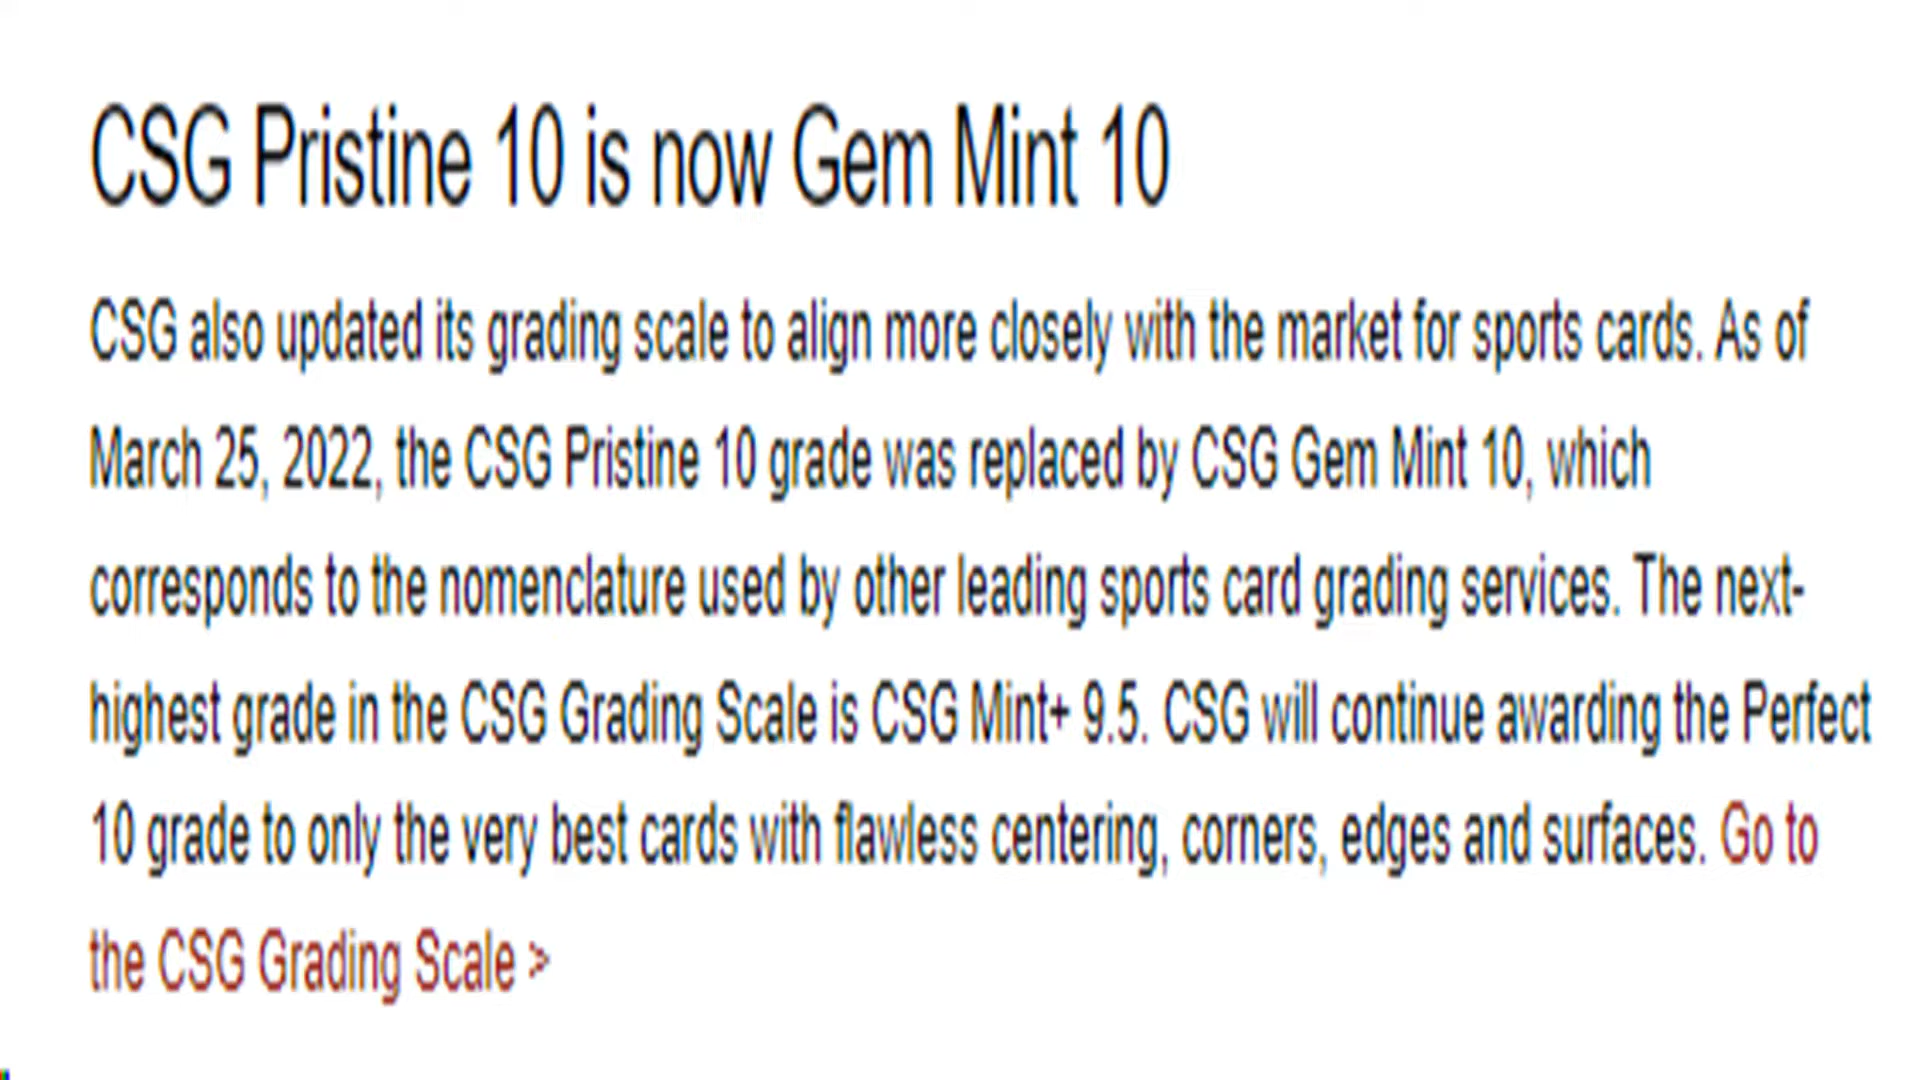 CSG Pristine 10 is now Gem Mint 10
CSG also updated its grading scale to align more closely with the market for sports cards. As of
March 25, 2022, the CSG Pristine 10 grade was replaced by CSG Gem Mint 10, which
corresponds to the nomenclature used by other leading sports card grading services. The next-
highest grade in the CSG Grading Scale is CSG Mint+ 9.5. CSG will continue awarding the Perfect
10 grade to only the very best cards with flawless centering, corners, edges and surfaces. Go to
the CSG Grading Scale >